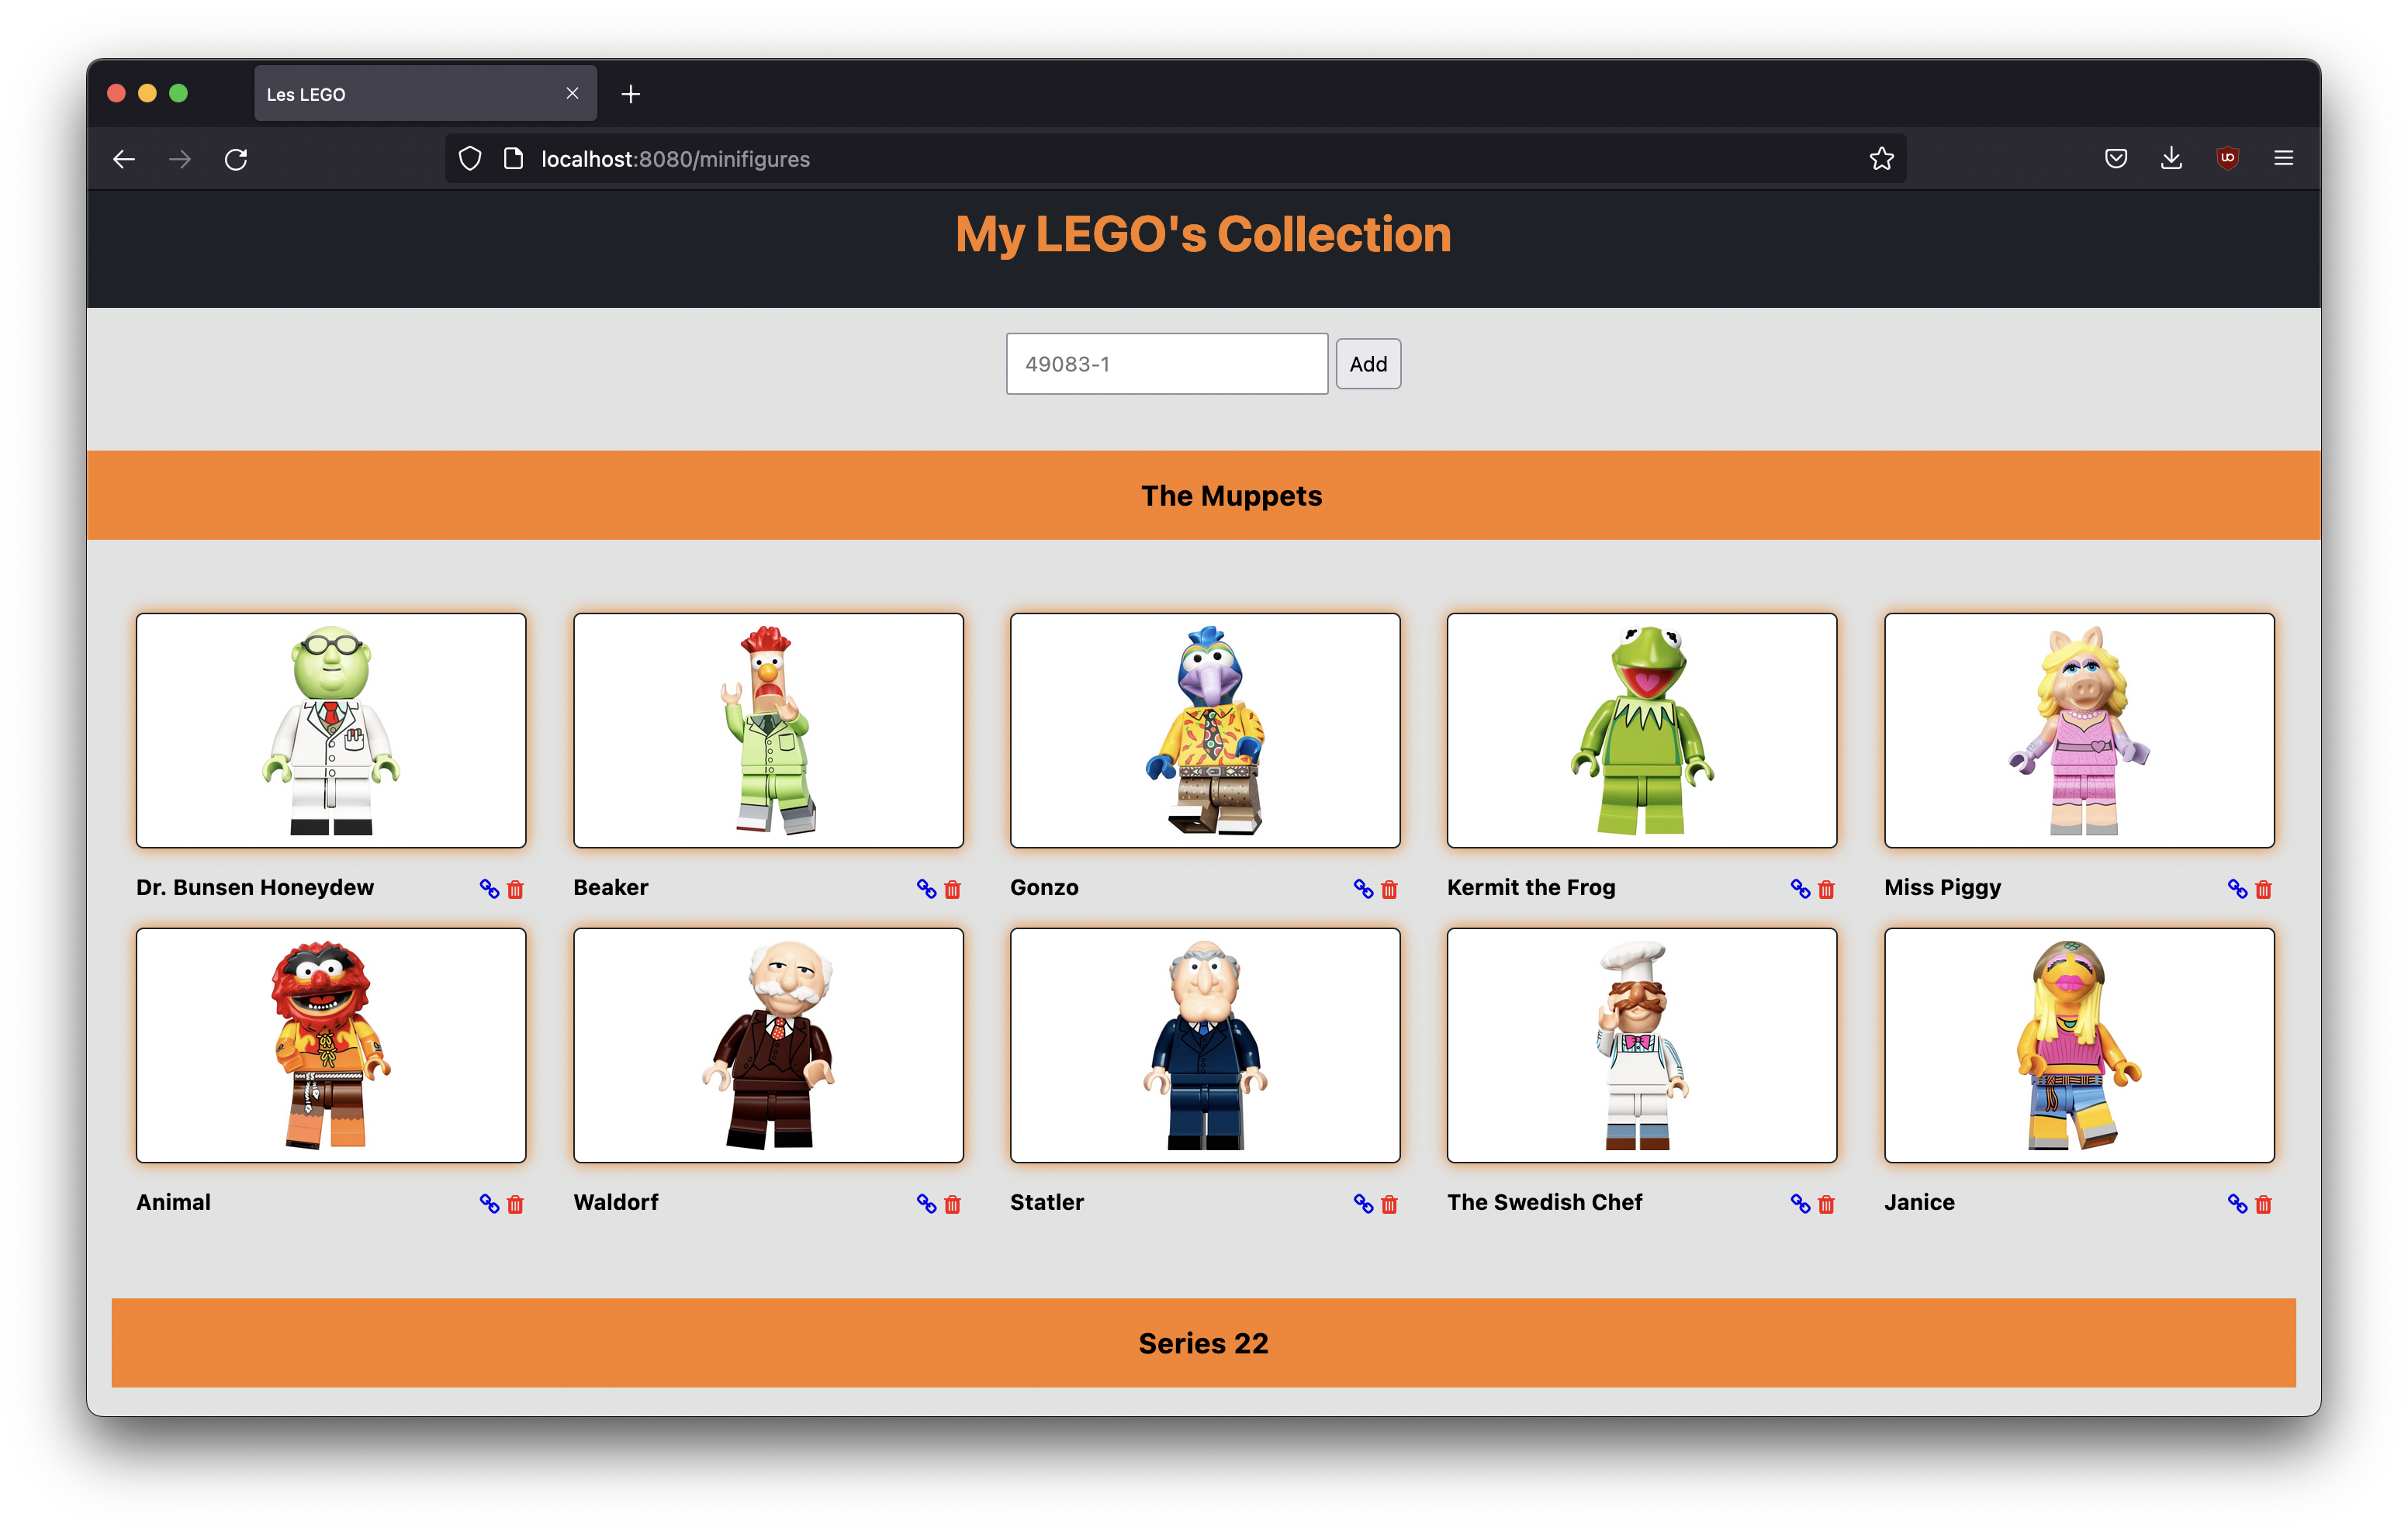 Les LEGO
localhost:8080/minifigures
My LEGO's Collection
49083-1 Add
The Muppets
Dr. Bunsen Honeydew Beaker Gonzo Kermit the Frog Miss Piggy
Animal Waldorf Statler The Swedish Chef Janice
Series 22